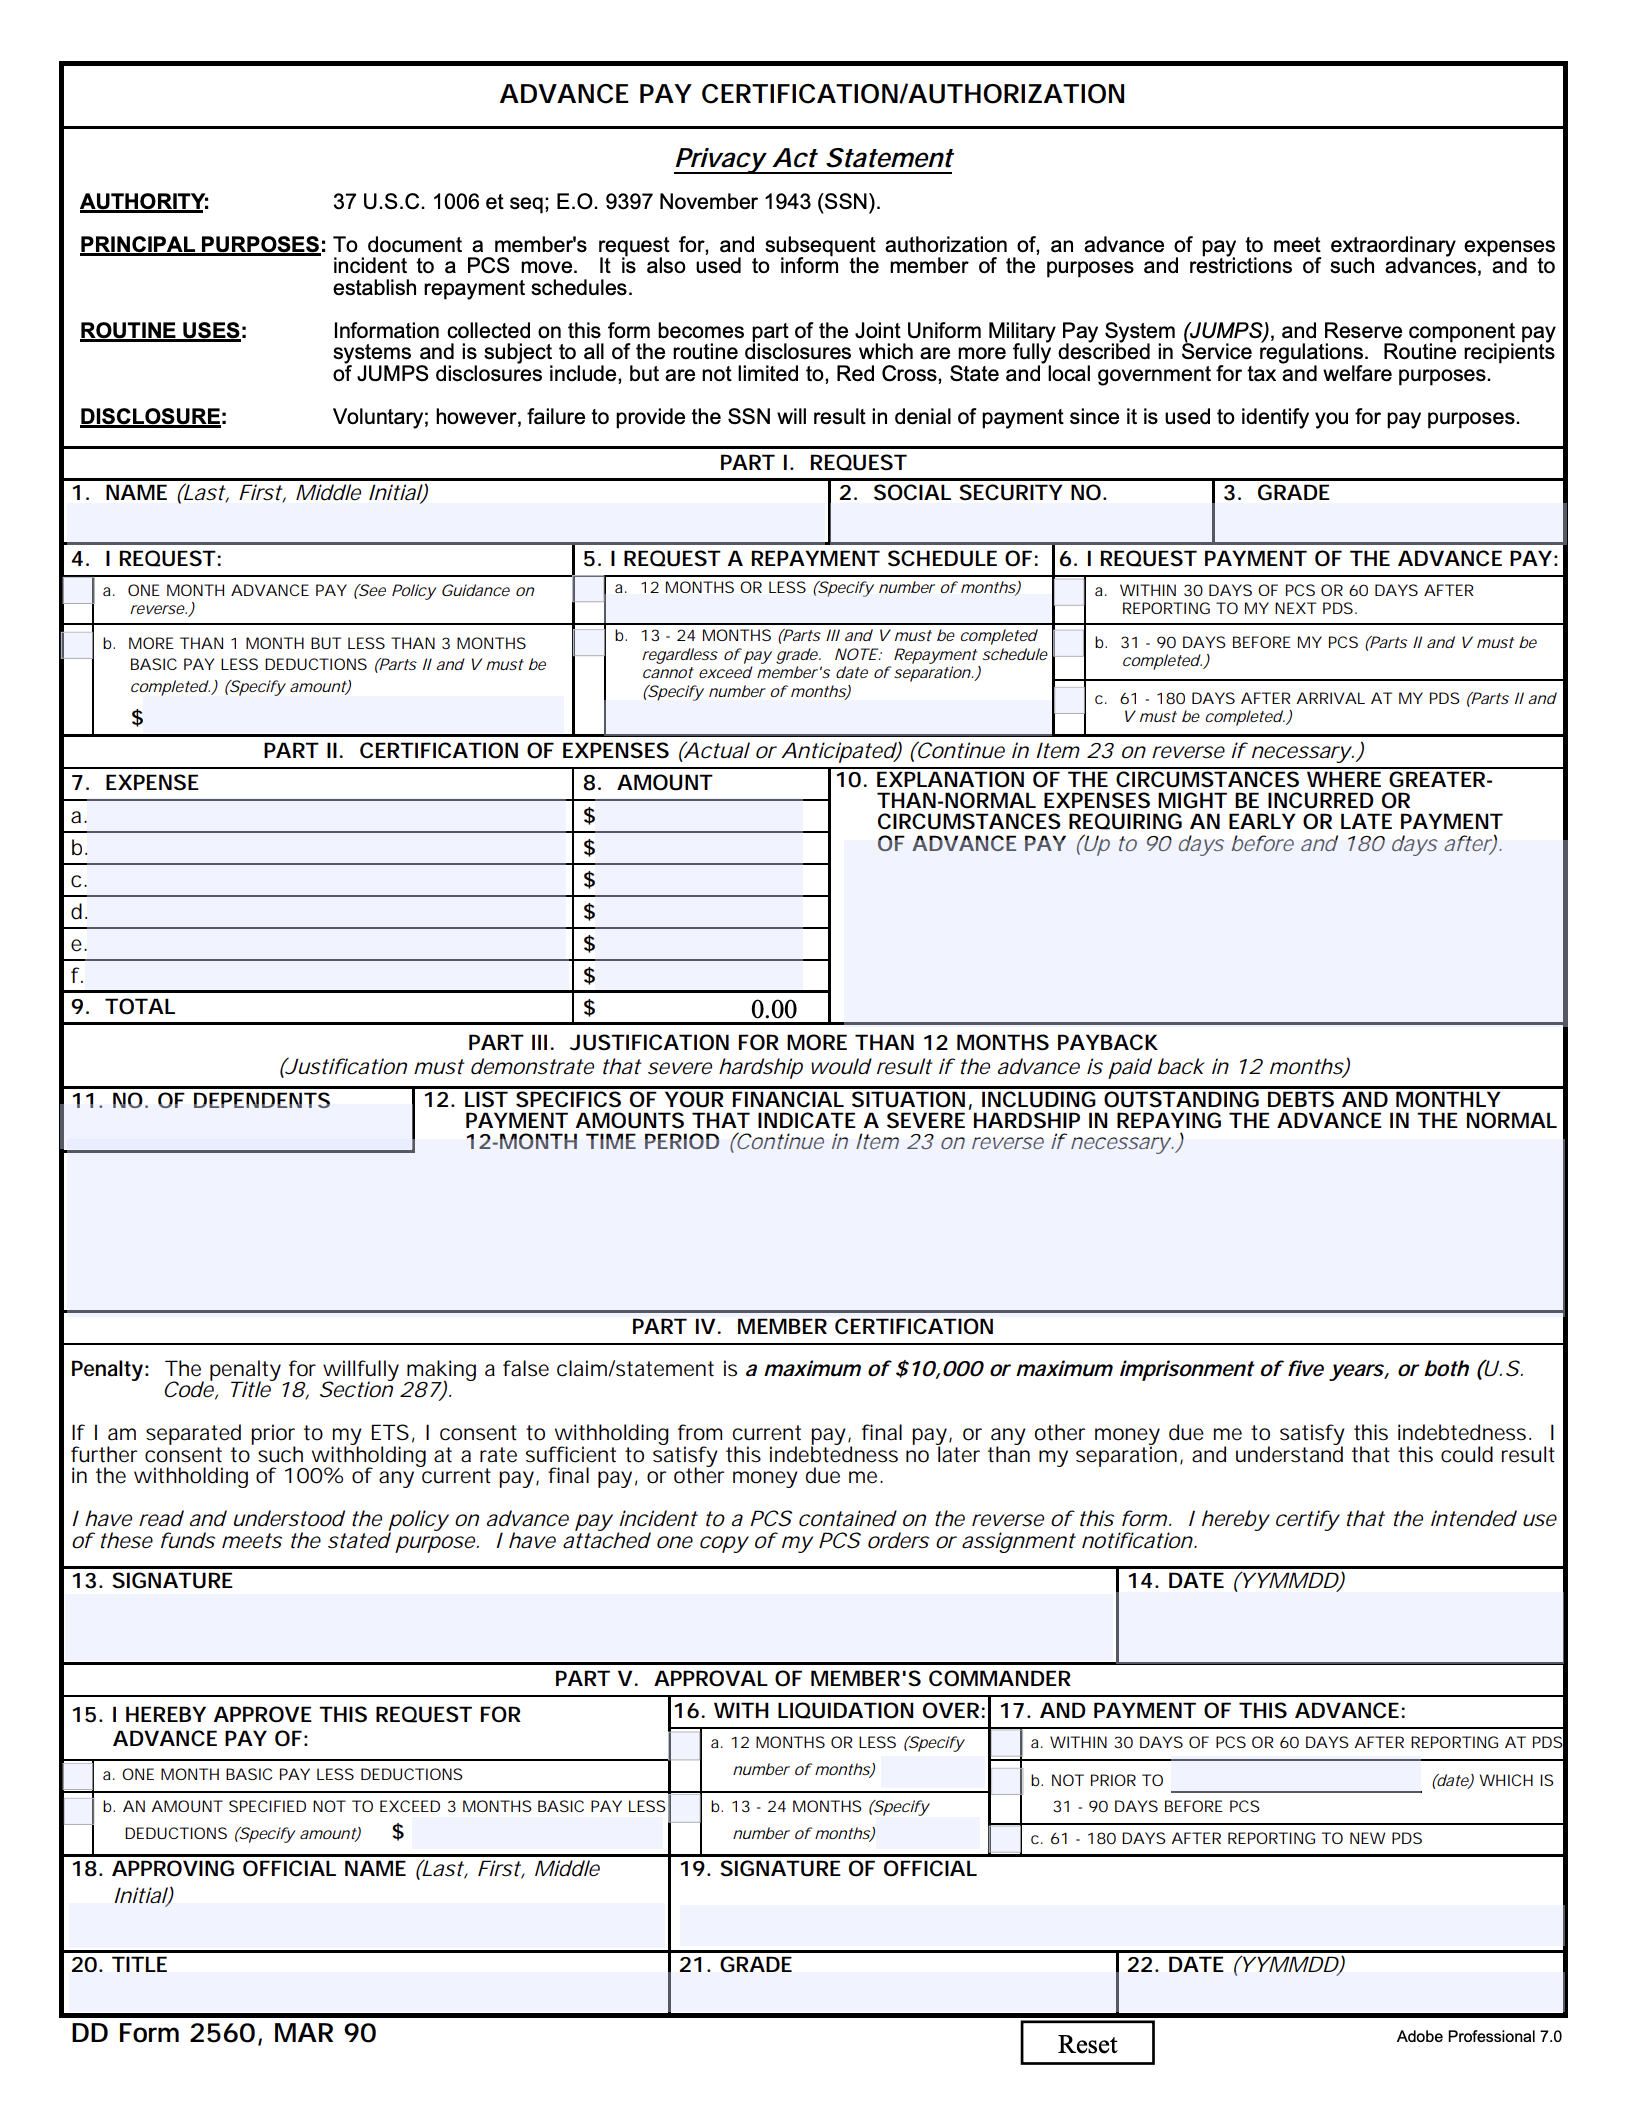 ADVANCE PAY CERTIFICATION/AUTHORIZATION
Privacy Act Statement
AUTHORITY: 37 U.S.C. 1006 et seq; E.O. 9397 November 1943 (SSN).
PRINCIPAL PURPOSES: To document a member's request for, and subsequent authorization of, an advance of pay to meet extraordinary expenses
incident to a PCS move. It is also used to inform the member of the purposes and restrictions of such advances, and to
establish repayment schedules.
ROUTINE USES: Information collected on this form becomes part of the Joint Uniform Military Pay System (JUMPS), and Reserve component pay
systems and is subject to all of the routine disclosures which are more fully described in Service regulations. Routine recipients
of JUMPS disclosures include, but are not limited to, Red Cross, State and local government for tax and welfare purposes.
DISCLOSURE: Voluntary; however, failure to provide the SSN will result in denial of payment since it is used to identify you for pay purposes.
PART I. REQUEST
1. NAME (Last, First, Middle Initial)
2. SOCIAL SECURITY NO.
3. GRADE
4. I REQUEST:
a. ONE MONTH ADVANCE PAY (See Policy Guidance on
reverse.)
b. MORE THAN 1 MONTH BUT LESS THAN 3 MONTHS
BASIC PAY LESS DEDUCTIONS (Parts II and V must be
completed.) (Specify amount)
$
5. I REQUEST A REPAYMENT SCHEDULE OF:
a. 12 MONTHS OR LESS (Specify number of months)
b. 13 - 24 MONTHS (Parts III and V must be completed
regardless of pay grade. NOTE: Repayment schedule
cannot exceed member's date of separation.)
(Specify number of months)
6. I REQUEST PAYMENT OF THE ADVANCE PAY:
a. WITHIN 30 DAYS OF PCS OR 60 DAYS AFTER
REPORTING TO MY NEXT PDS.
b. 31 - 90 DAYS BEFORE MY PCS (Parts II and V must be
completed.)
c. 61 - 180 DAYS AFTER ARRIVAL AT MY PDS (Parts II and
V must be completed.)
PART II. CERTIFICATION OF EXPENSES (Actual or Anticipated) (Continue in Item 23 on reverse if necessary.)
7. EXPENSE
8. AMOUNT
a. $
b. $
c. $
d. $
e. $
f. $
9. TOTAL $ 0.00
10. EXPLANATION OF THE CIRCUMSTANCES WHERE GREATER-
THAN-NORMAL EXPENSES MIGHT BE INCURRED OR
CIRCUMSTANCES REQUIRING AN EARLY OR LATE PAYMENT
OF ADVANCE PAY (Up to 90 days before and 180 days after).
PART III. JUSTIFICATION FOR MORE THAN 12 MONTHS PAYBACK
(Justification must demonstrate that severe hardship would result if the advance is paid back in 12 months)
11. NO. OF DEPENDENTS
12. LIST SPECIFICS OF YOUR FINANCIAL SITUATION, INCLUDING OUTSTANDING DEBTS AND MONTHLY
PAYMENT AMOUNTS THAT INDICATE A SEVERE HARDSHIP IN REPAYING THE ADVANCE IN THE NORMAL
12-MONTH TIME PERIOD (Continue in Item 23 on reverse if necessary.)
PART IV. MEMBER CERTIFICATION
Penalty: The penalty for willfully making a false claim/statement is a maximum of $10,000 or maximum imprisonment of five years, or both (U.S.
Code, Title 18, Section 287).
If I am separated prior to my ETS, I consent to withholding from current pay, final pay, or any other money due me to satisfy this indebtedness. I
further consent to such withholding at a rate sufficient to satisfy this indebtedness no later than my separation, and understand that this could result
in the withholding of 100% of any current pay, final pay, or other money due me.
I have read and understood the policy on advance pay incident to a PCS contained on the reverse of this form. I hereby certify that the intended use
of these funds meets the stated purpose. I have attached one copy of my PCS orders or assignment notification.
13. SIGNATURE
14. DATE (YYMMDD)
PART V. APPROVAL OF MEMBER'S COMMANDER
15. I HEREBY APPROVE THIS REQUEST FOR
ADVANCE PAY OF:
a. ONE MONTH BASIC PAY LESS DEDUCTIONS
b. AN AMOUNT SPECIFIED NOT TO EXCEED 3 MONTHS BASIC PAY LESS
DEDUCTIONS (Specify amount) $
16. WITH LIQUIDATION OVER:
a. 12 MONTHS OR LESS (Specify
number of months)
b. 13 - 24 MONTHS (Specify
number of months)
17. AND PAYMENT OF THIS ADVANCE:
a. WITHIN 30 DAYS OF PCS OR 60 DAYS AFTER REPORTING AT PDS
b. NOT PRIOR TO (date) WHICH IS
31 - 90 DAYS BEFORE PCS
c. 61 - 180 DAYS AFTER REPORTING TO NEW PDS
18. APPROVING OFFICIAL NAME (Last, First, Middle
Initial)
19. SIGNATURE OF OFFICIAL
20. TITLE
21. GRADE
22. DATE (YYMMDD)
DD Form 2560, MAR 90
Reset
Adobe Professional 7.0